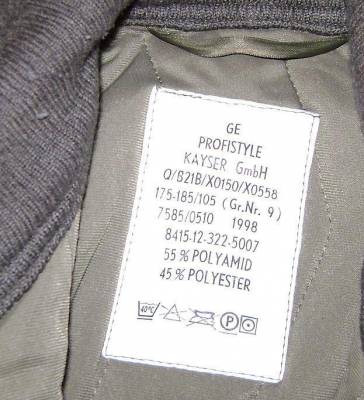 GE
PROFISTYLE
KAYSER GmbH
Q/B21B/X0150/X0558
175-185/105 (Gr.Nr. 9)
7585/0510 1998
8415-12-322-5007
55 % POLYAMID
45 % POLYESTER
40°C P